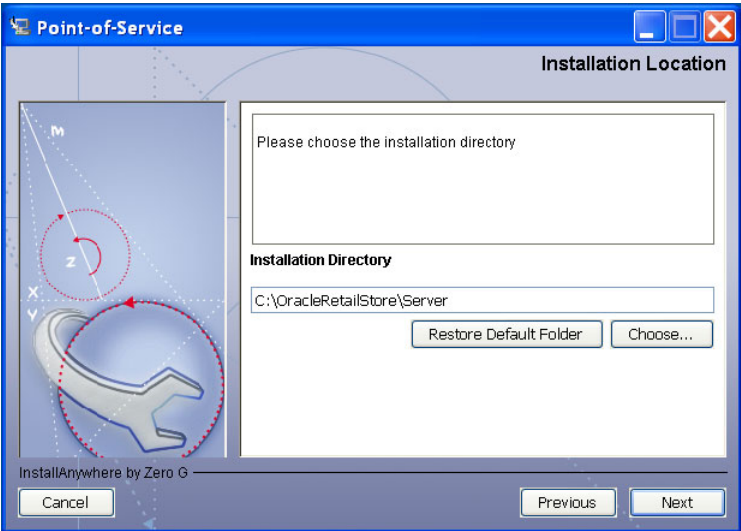 Point-of-Service
Installation Location
M
Z
X
Y
Please choose the installation directory
Installation Directory
C:\OracleRetailStore\Server
Restore Default Folder
Choose...
InstallAnywhere by Zero G
Cancel
Previous
Next